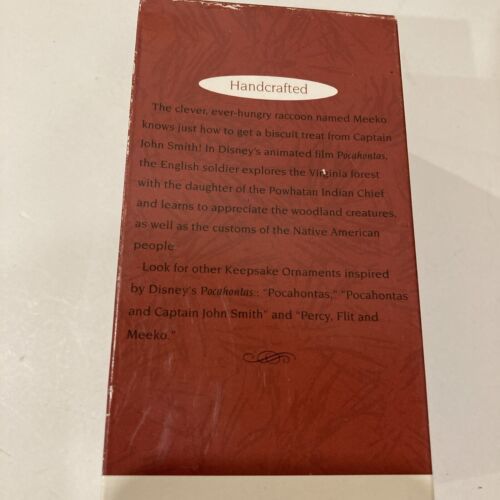 Handcrafted
The clever, ever-hungry raccoon named Meeko
knows just how to get a biscuit treat from Captain
John Smith! In Disney's animated film Pocahontas,
the English soldier explores the Virginia forest
with the daughter of the Powhatan Indian Chief
and learns to appreciate the woodland creatures,
as well as the customs of the Native American
people.
Look for other Keepsake Ornaments inspired
by Disney's Pocahontas: "Pocahontas," "Pocahontas
and Captain John Smith" and "Percy, Flit and
Meeko."